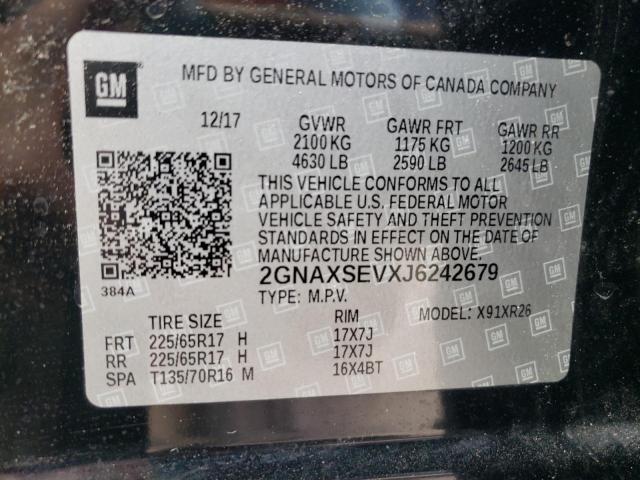 GM
MFD BY GENERAL MOTORS OF CANADA COMPANY
12/17 GVWR GAWR FRT GAWR RR
2100 KG 1175 KG 1200 KG
4630 LB 2590 LB 2645 LB
THIS VEHICLE CONFORMS TO ALL
APPLICABLE U.S. FEDERAL MOTOR
VEHICLE SAFETY AND THEFT PREVENTION
STANDARDS IN EFFECT ON THE DATE OF
MANUFACTURE SHOWN ABOVE.
384A
2GNAXSEVXJ6242679
TYPE: M.P.V. MODEL: X91XR26
TIRE SIZE RIM
FRT 225/65R17 H 17X7J
RR 225/65R17 H 17X7J
SPA T135/70R16 M 16X4BT